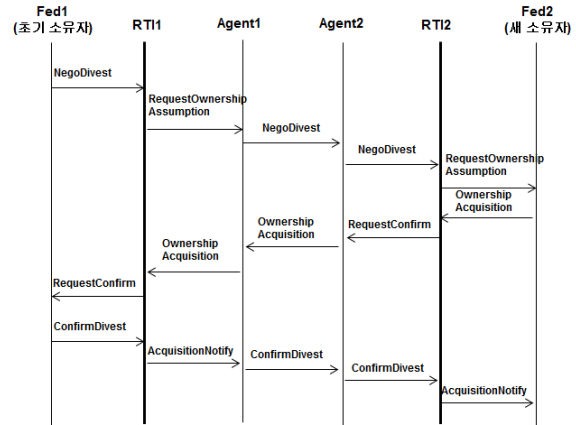 Fed1
(초기 소유자)
RTI1
Agent1
Agent2
RTI2
Fed2
(새 소유자)
NegoDivest
RequestOwnership
Assumption
NegoDivest
NegoDivest
RequestOwnership
Assumption
Ownership
Acquisition
RequestConfirm
Ownership
Acquisition
Ownership
Acquisition
RequestConfirm
ConfirmDivest
AcquisitionNotify
ConfirmDivest
ConfirmDivest
AcquisitionNotify